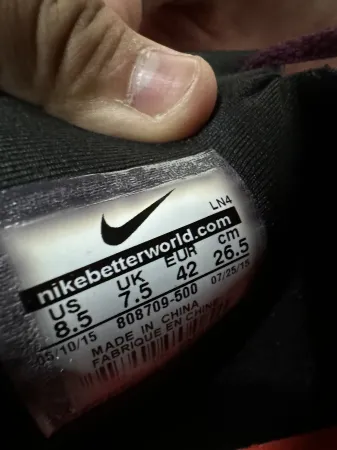 LN4
nikebetterworld.com
US UK EUR cm
8.5 7.5 42 26.5
808709-500
05/10/15 07/25/15
MADE IN CHINA
FABRIQUE EN CHINE